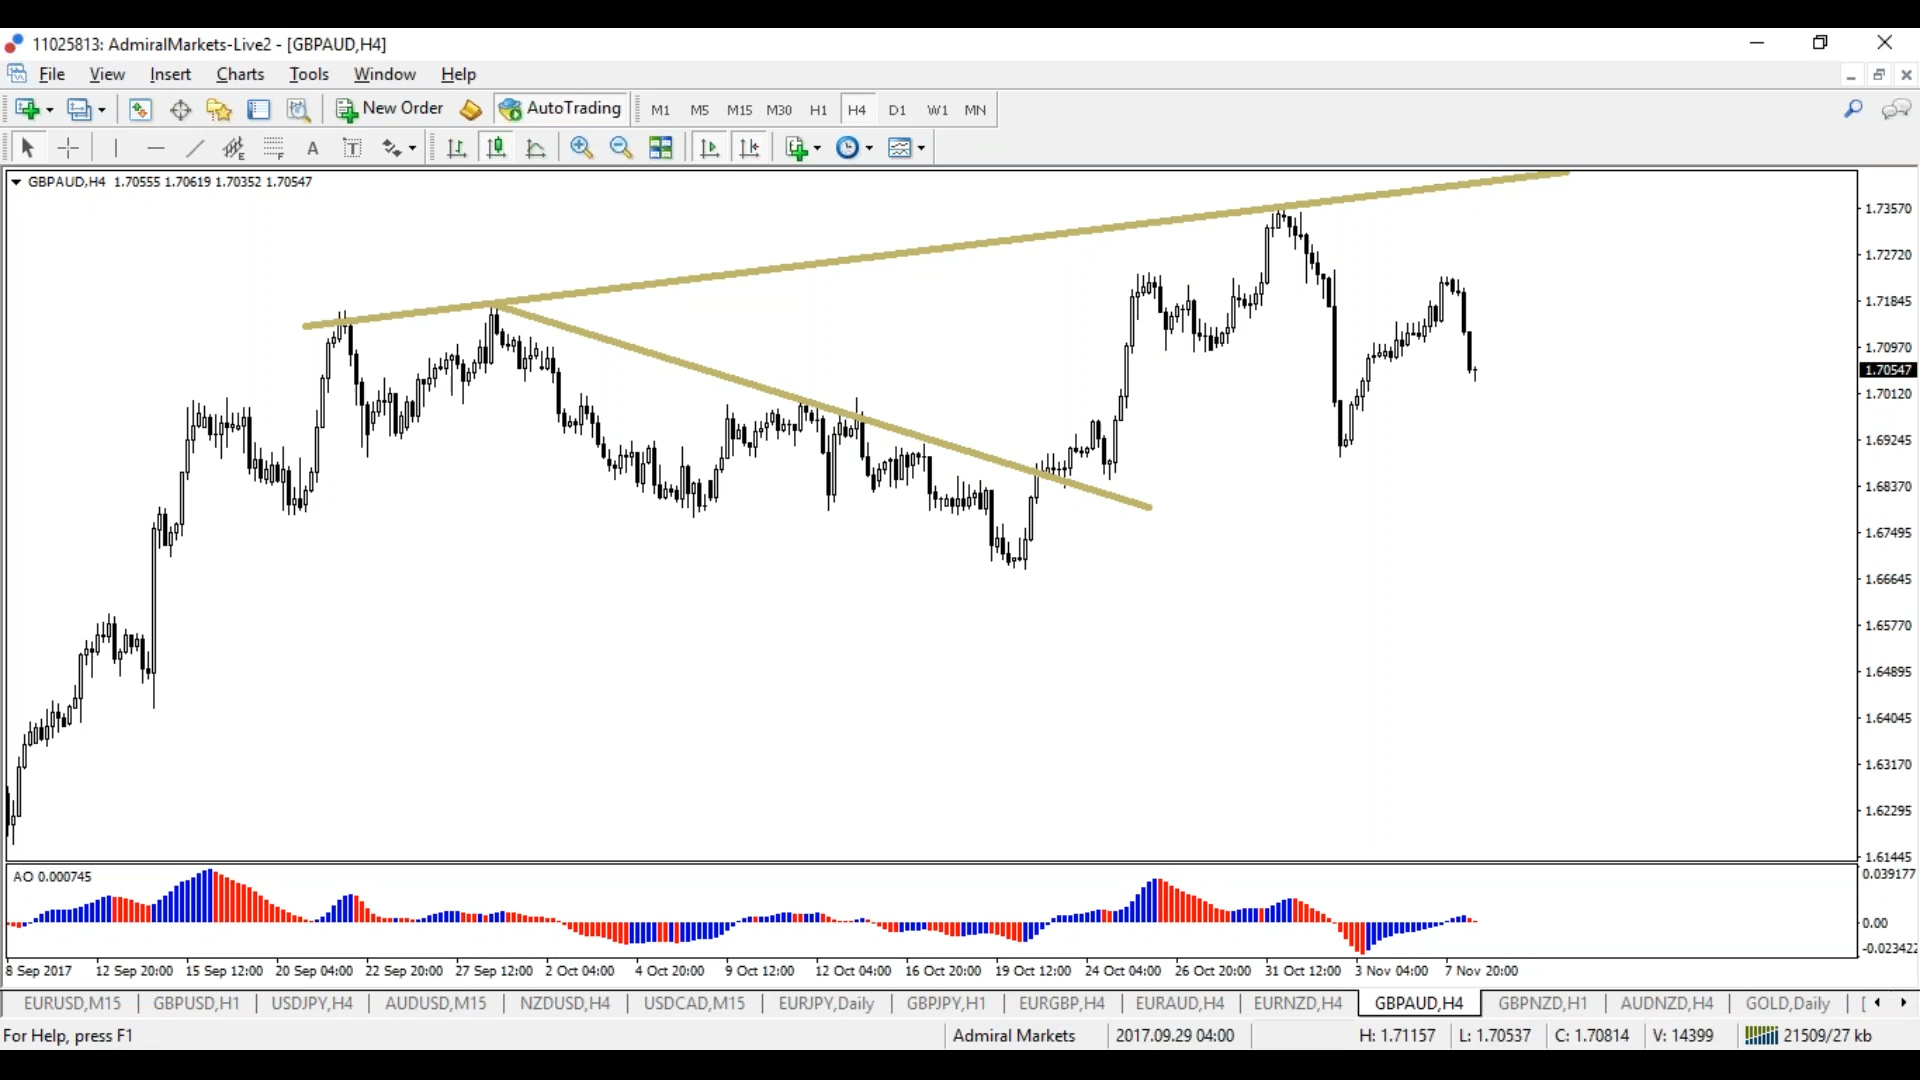 11025813: AdmiralMarkets-Live2 - [GBPAUD,H4]
File View Insert Charts Tools Window Help
New Order AutoTrading M1 M5 M15 M30 H1 H4 D1 W1 MN
E F A T
GBPAUD,H4 1.70555 1.70619 1.70352 1.70547
1.73570
1.72720
1.71845
1.70970
1.70547
1.70120
1.69245
1.68370
1.67495
1.66645
1.65770
1.64895
1.64045
1.63170
1.62295
1.61445
AO 0.000745
0.039177
0.00
-0.023422
8 Sep 2017 12 Sep 20:00 15 Sep 12:00 20 Sep 04:00 22 Sep 20:00 27 Sep 12:00 2 Oct 04:00 4 Oct 20:00 9 Oct 12:00 12 Oct 04:00 16 Oct 20:00 19 Oct 12:00 24 Oct 04:00 26 Oct 20:00 31 Oct 12:00 3 Nov 04:00 7 Nov 20:00
EURUSD,M15 GBPUSD,H1 USDJPY,H4 AUDUSD,M15 NZDUSD,H4 USDCAD,M15 EURJPY,Daily GBPJPY,H1 EURGBP,H4 EURAUD,H4 EURNZD,H4 GBPAUD,H4 GBPNZD,H1 AUDNZD,H4 GOLD,Daily [
For Help, press F1 Admiral Markets 2017.09.29 04:00 H: 1.71157 L: 1.70537 C: 1.70814 V: 14399 21509/27 kb